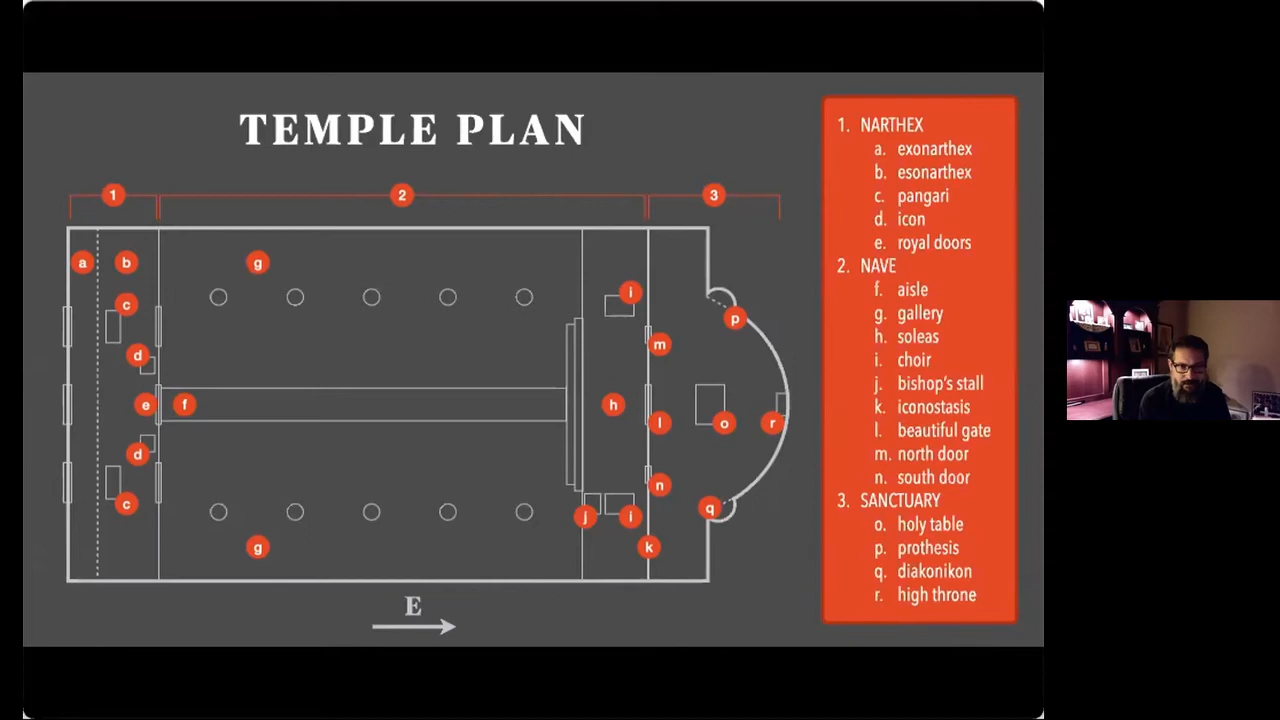 TEMPLE PLAN
1 2 3
a b g
c i
p
m
d
e f h
l o r
d
n
c j i q
g k
E
1. NARTHEX
a. exonarthex
b. esonarthex
c. pangari
d. icon
e. royal doors
2. NAVE
f. aisle
g. gallery
h. soleas
i. choir
j. bishop's stall
k. iconostasis
l. beautiful gate
m. north door
n. south door
3. SANCTUARY
o. holy table
p. prothesis
q. diakonikon
r. high throne